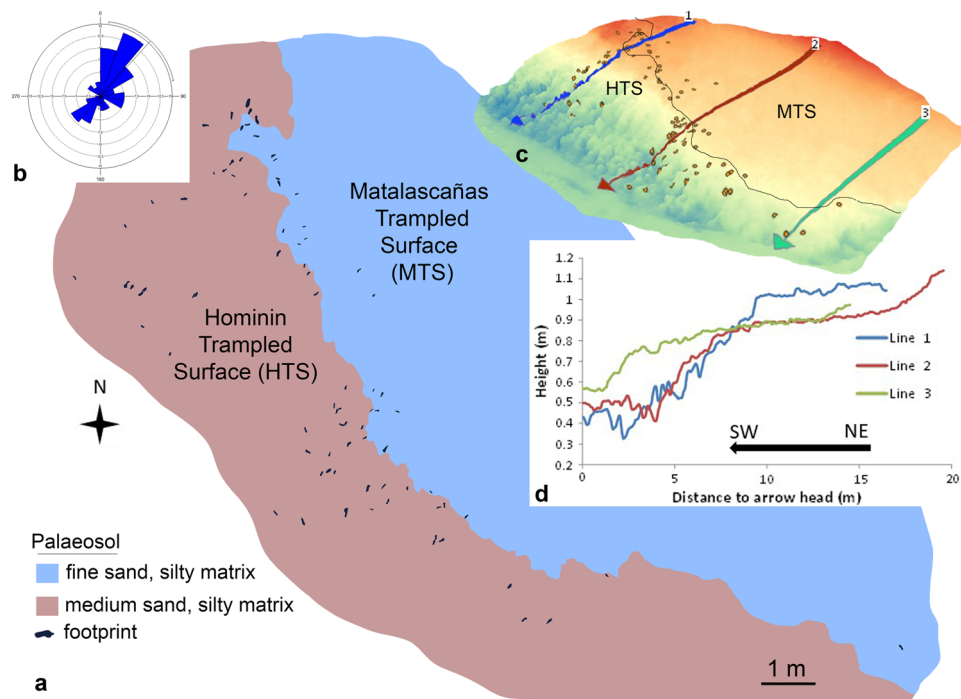 0
270
90
180
b
1
2
3
HTS
MTS
c
Matalascañas
Trampled
Surface
(MTS)
Hominin
Trampled
Surface (HTS)
N
1.2
1.1
1
0.9
0.8
0.7
0.6
0.5
0.4
0.3
0.2
Height (m)
Line 1
Line 2
Line 3
SW NE
0 5 10 15 20
Distance to arrow head (m)
d
Palaeosol
fine sand, silty matrix
medium sand, silty matrix
footprint
1 m
a